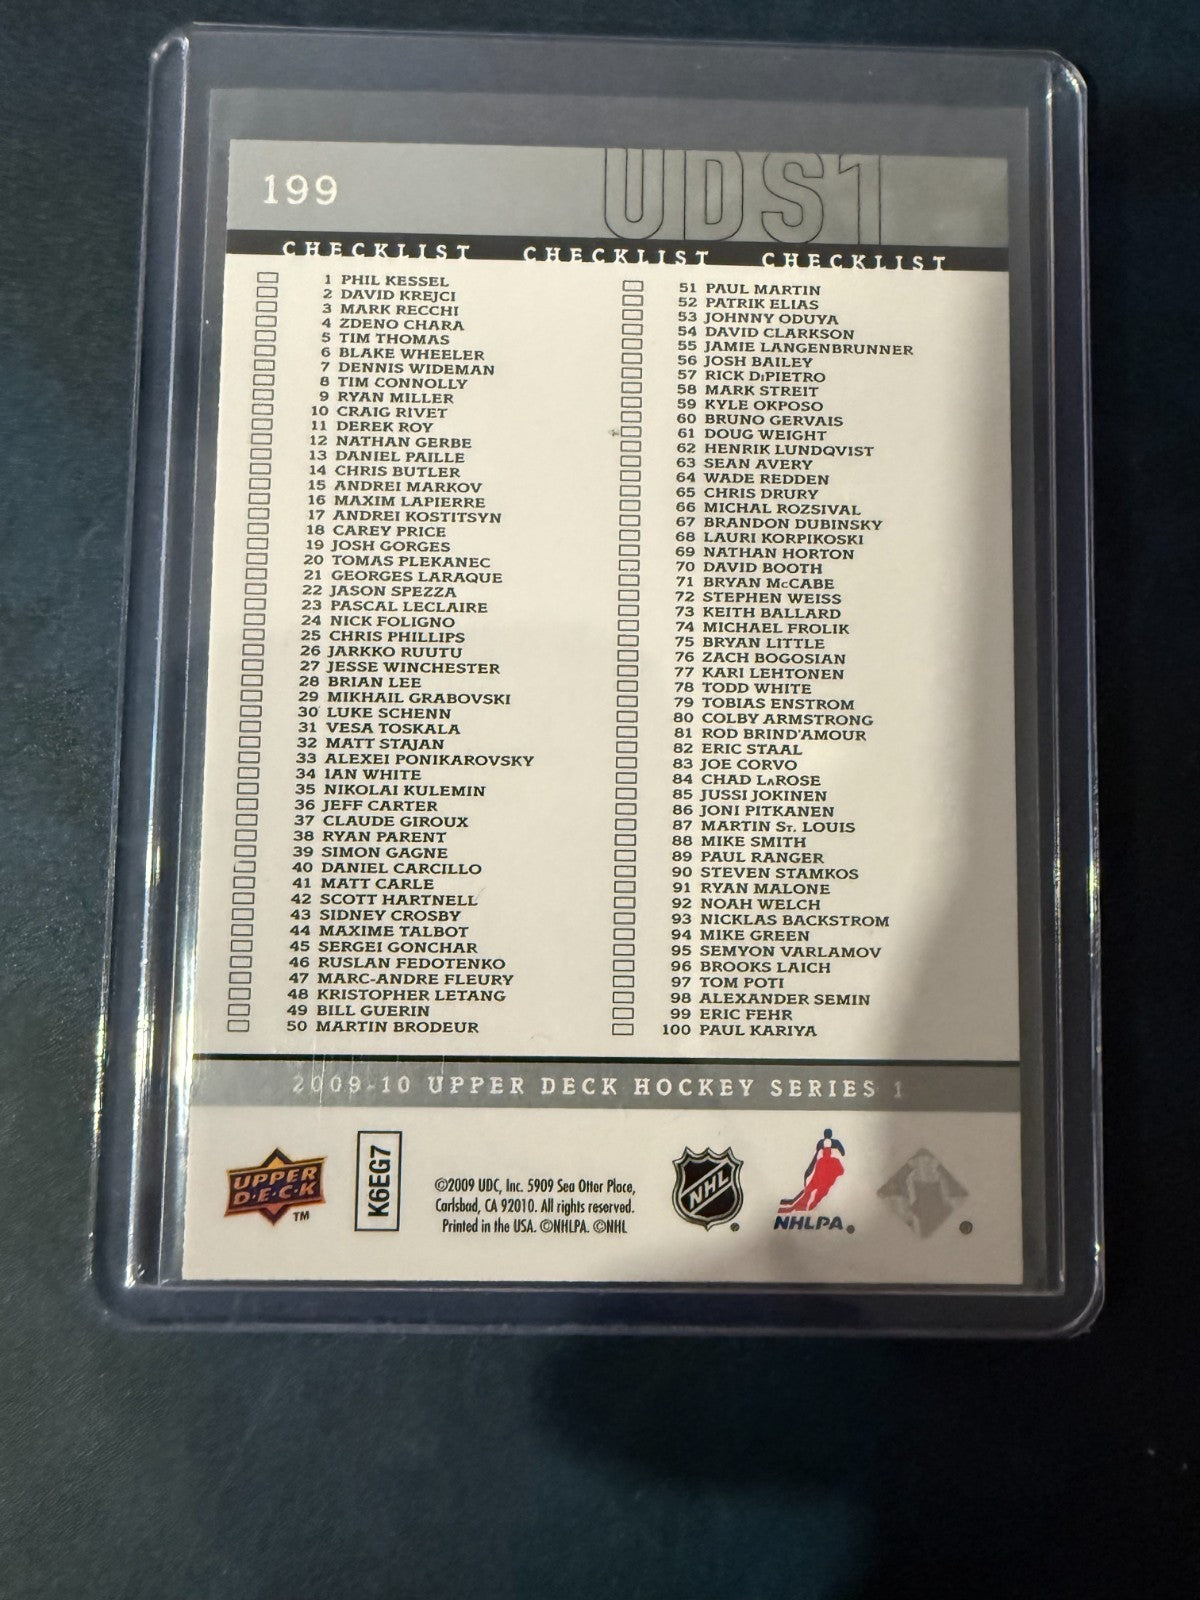 199
UDS1
CHECKLIST CHECKLIST CHECKLIST
1 PHIL KESSEL
2 DAVID KREJCI
3 MARK RECCHI
4 ZDENO CHARA
5 TIM THOMAS
6 BLAKE WHEELER
7 DENNIS WIDEMAN
8 TIM CONNOLLY
9 RYAN MILLER
10 CRAIG RIVET
11 DEREK ROY
12 NATHAN GERBE
13 DANIEL PAILLE
14 CHRIS BUTLER
15 ANDREI MARKOV
16 MAXIM LAPIERRE
17 ANDREI KOSTITSYN
18 CAREY PRICE
19 JOSH GORGES
20 TOMAS PLEKANEC
21 GEORGES LARAQUE
22 JASON SPEZZA
23 PASCAL LECLAIRE
24 NICK FOLIGNO
25 CHRIS PHILLIPS
26 JARKKO RUUTU
27 JESSE WINCHESTER
28 BRIAN LEE
29 MIKHAIL GRABOVSKI
30 LUKE SCHENN
31 VESA TOSKALA
32 MATT STAJAN
33 ALEXEI PONIKAROVSKY
34 IAN WHITE
35 NIKOLAI KULEMIN
36 JEFF CARTER
37 CLAUDE GIROUX
38 RYAN PARENT
39 SIMON GAGNE
40 DANIEL CARCILLO
41 MATT CARLE
42 SCOTT HARTNELL
43 SIDNEY CROSBY
44 MAXIME TALBOT
45 SERGEI GONCHAR
46 RUSLAN FEDOTENKO
47 MARC-ANDRE FLEURY
48 KRISTOPHER LETANG
49 BILL GUERIN
50 MARTIN BRODEUR
51 PAUL MARTIN
52 PATRIK ELIAS
53 JOHNNY ODUYA
54 DAVID CLARKSON
55 JAMIE LANGENBRUNNER
56 JOSH BAILEY
57 RICK DiPIETRO
58 MARK STREIT
59 KYLE OKPOSO
60 BRUNO GERVAIS
61 DOUG WEIGHT
62 HENRIK LUNDQVIST
63 SEAN AVERY
64 WADE REDDEN
65 CHRIS DRURY
66 MICHAL ROZSIVAL
67 BRANDON DUBINSKY
68 LAURI KORPIKOSKI
69 NATHAN HORTON
70 DAVID BOOTH
71 BRYAN McCABE
72 STEPHEN WEISS
73 KEITH BALLARD
74 MICHAEL FROLIK
75 BRYAN LITTLE
76 ZACH BOGOSIAN
77 KARI LEHTONEN
78 TODD WHITE
79 TOBIAS ENSTROM
80 COLBY ARMSTRONG
81 ROD BRIND'AMOUR
82 ERIC STAAL
83 JOE CORVO
84 CHAD LaROSE
85 JUSSI JOKINEN
86 JONI PITKANEN
87 MARTIN St. LOUIS
88 MIKE SMITH
89 PAUL RANGER
90 STEVEN STAMKOS
91 RYAN MALONE
92 NOAH WELCH
93 NICKLAS BACKSTROM
94 MIKE GREEN
95 SEMYON VARLAMOV
96 BROOKS LAICH
97 TOM POTI
98 ALEXANDER SEMIN
99 ERIC FEHR
100 PAUL KARIYA
2009-10 UPPER DECK HOCKEY SERIES 1
UPPER
D·E·C·K
TM
K6EG7
©2009 UDC, Inc. 5909 Sea Otter Place,
Carlsbad, CA 92010. All rights reserved.
Printed in the USA. ©NHLPA. ©NHL
NHL
NHLPA